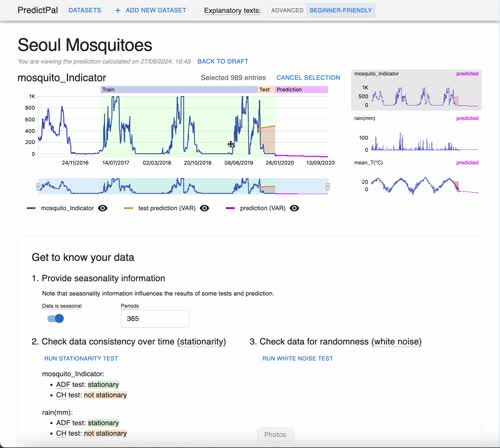 PredictPal DATASETS + ADD NEW DATASET Explanatory texts: ADVANCED BEGINNER-FRIENDLY
Seoul Mosquitoes
You are viewing the prediction calculated on 27/09/2024, 16:49 BACK TO DRAFT
mosquito_Indicator Selected 989 entries CANCEL SELECTION
Train Test Prediction
1K
800
600
400
200
0
24/11/2016 14/07/2017 02/03/2018 20/10/2018 08/06/2019 26/01/2020 13/09/2020
mosquito_Indicator test prediction (VAR) prediction (VAR)
mosquito_Indicator predicted
1K
500
0
rain(mm) predicted
100
0
mean_T(°C) predicted
20
0
Get to know your data
1. Provide seasonality information
Note that seasonality information influences the results of some tests and prediction.
Data is seasonal Periods
365
2. Check data consistency over time (stationarity) 3. Check data for randomness (white noise)
RUN STATIONARITY TEST RUN WHITE NOISE TEST
mosquito_Indicator:
• ADF test: stationary
• CH test: not stationary
rain(mm):
• ADF test: stationary
• CH test: not stationary
Photos